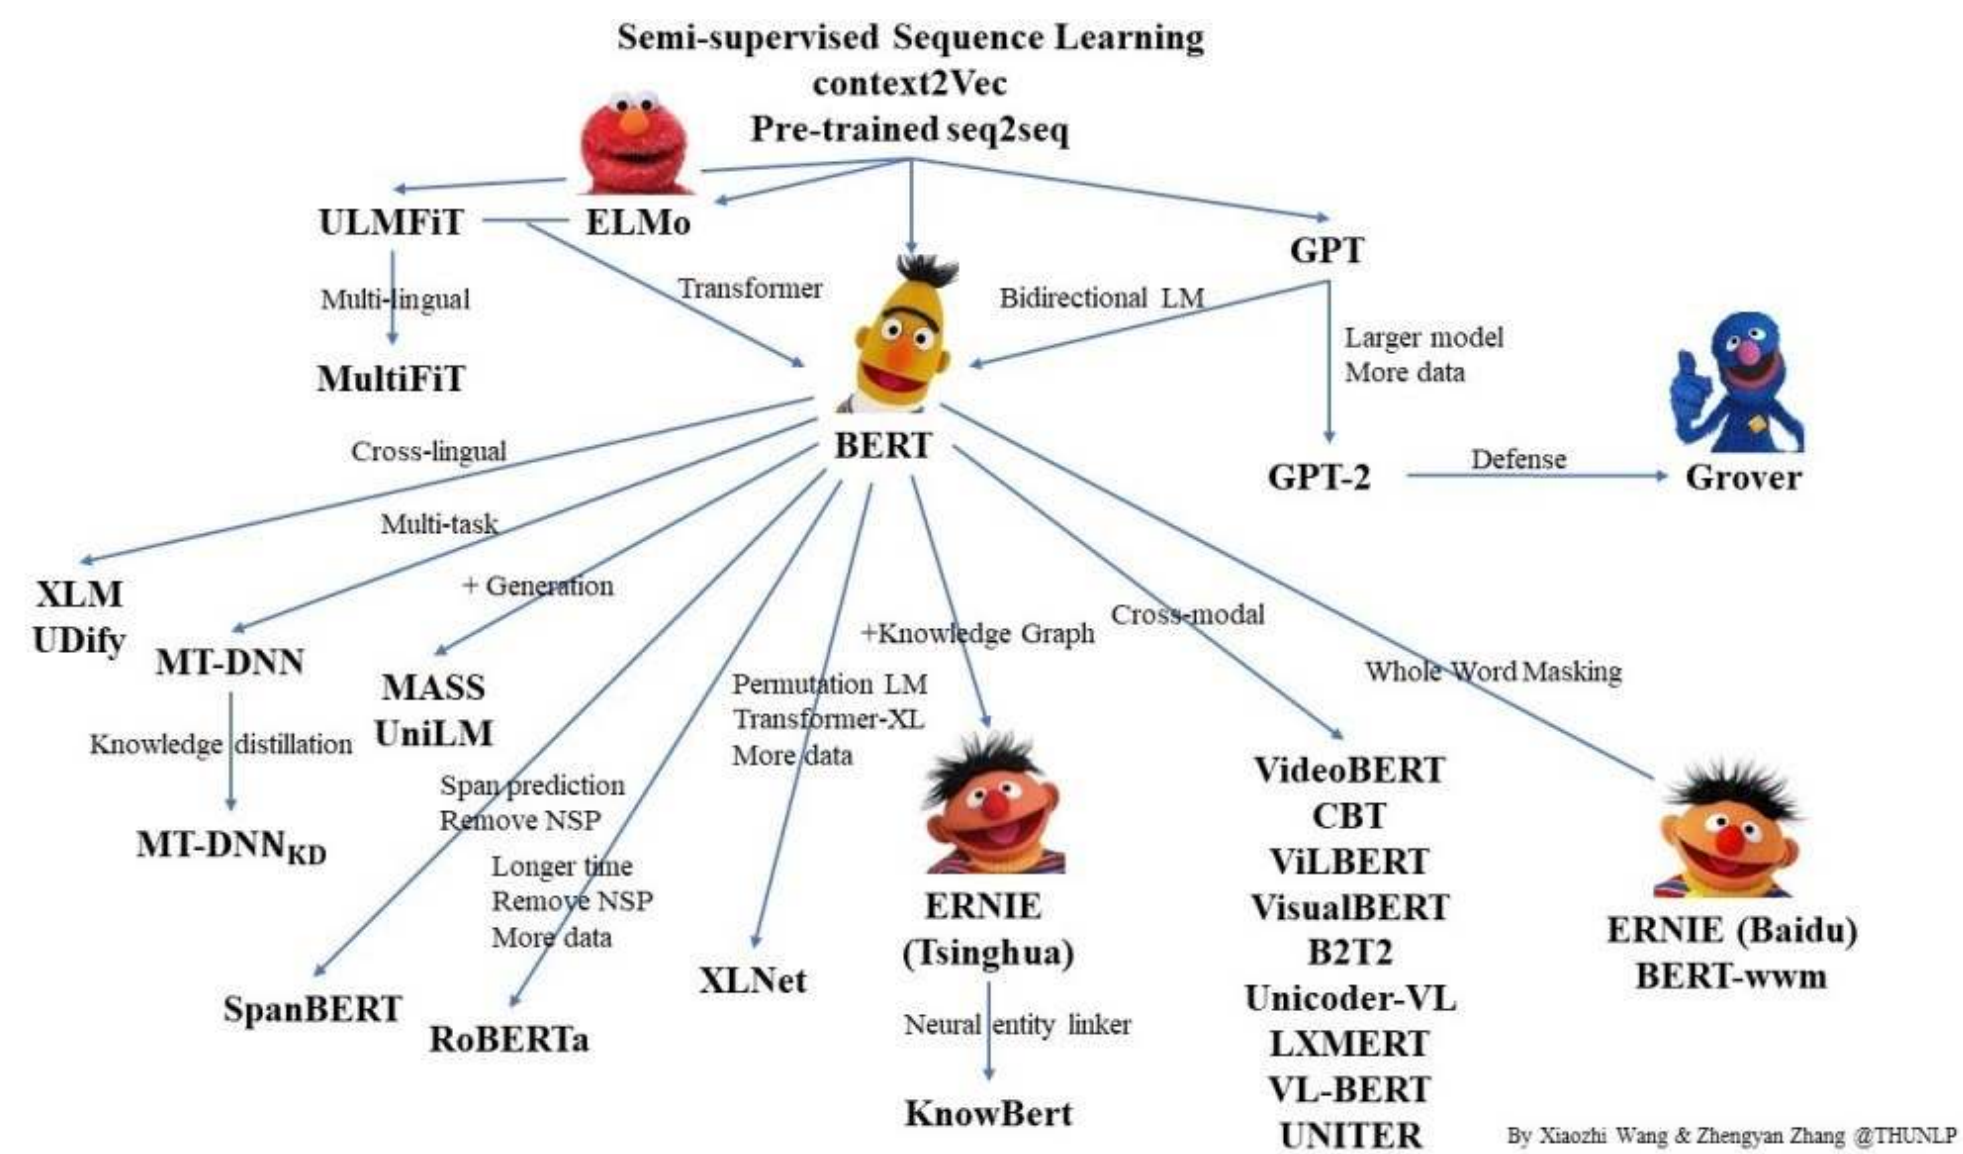 Semi-supervised Sequence Learning
context2Vec
Pre-trained seq2seq
ULMFiT
ELMo
GPT
Multi-lingual
Transformer
Bidirectional LM
Larger model
More data
MultiFiT
BERT
Cross-lingual
GPT-2
Defense
Grover
Multi-task
+ Generation
XLM
UDify
MT-DNN
MASS
UniLM
+Knowledge Graph
Cross-modal
Whole Word Masking
Permutation LM
Transformer-XL
More data
Knowledge distillation
Span prediction
Remove NSP
MT-DNNKD
Longer time
Remove NSP
More data
SpanBERT
RoBERTa
XLNet
ERNIE
(Tsinghua)
Neural entity linker
KnowBert
VideoBERT
CBT
ViLBERT
VisualBERT
B2T2
Unicoder-VL
LXMERT
VL-BERT
UNITER
ERNIE (Baidu)
BERT-wwm
By Xiaozhi Wang & Zhengyan Zhang @THUNLP